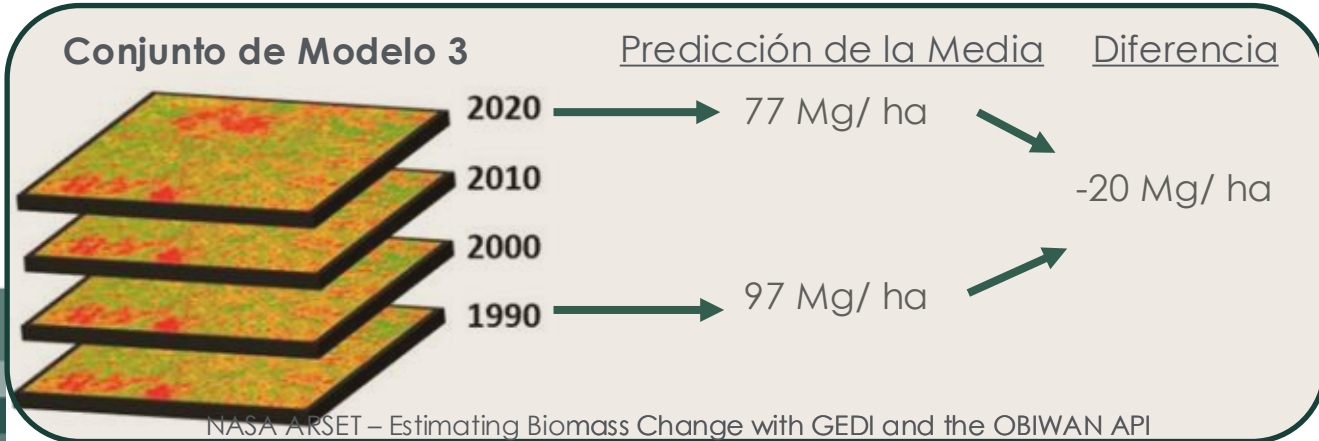 Conjunto de Modelo 3
Predicción de la Media
Diferencia
2020
77 Mg/ ha
2010
-20 Mg/ ha
2000
97 Mg/ ha
1990
NASA ARSET – Estimating Biomass Change with GEDI and the OBIWAN API